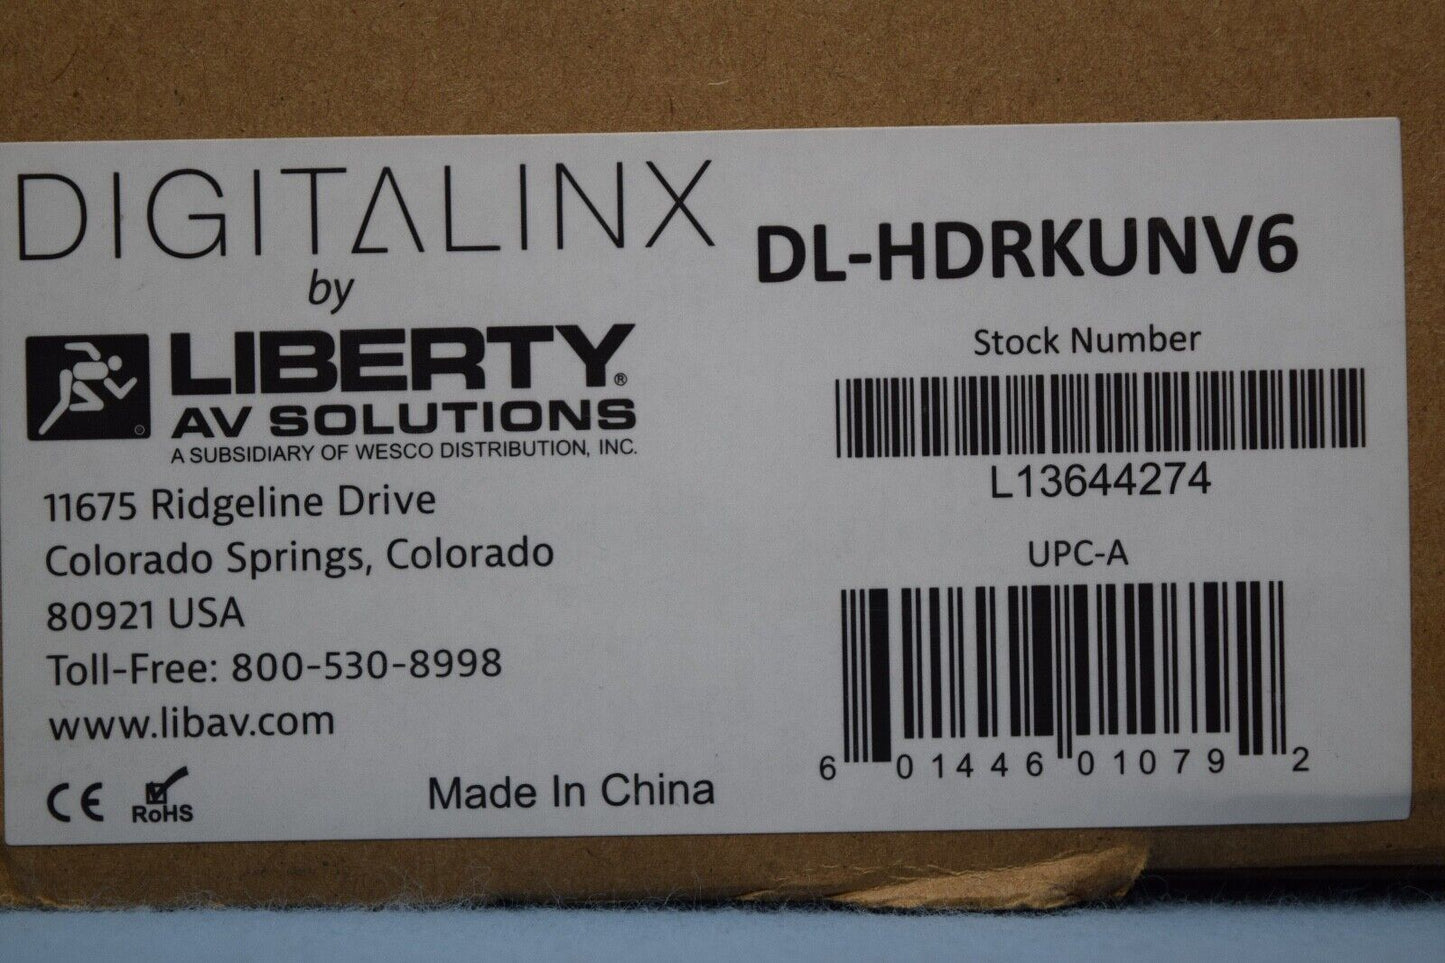 DIGITALINX
by
LIBERTY®
AV SOLUTIONS
A SUBSIDIARY OF WESCO DISTRIBUTION, INC.
11675 Ridgeline Drive
Colorado Springs, Colorado
80921 USA
Toll-Free: 800-530-8998
www.libav.com
CE RoHS
Made In China
DL-HDRKUNV6
Stock Number
L13644274
UPC-A
6 01446 01079 2